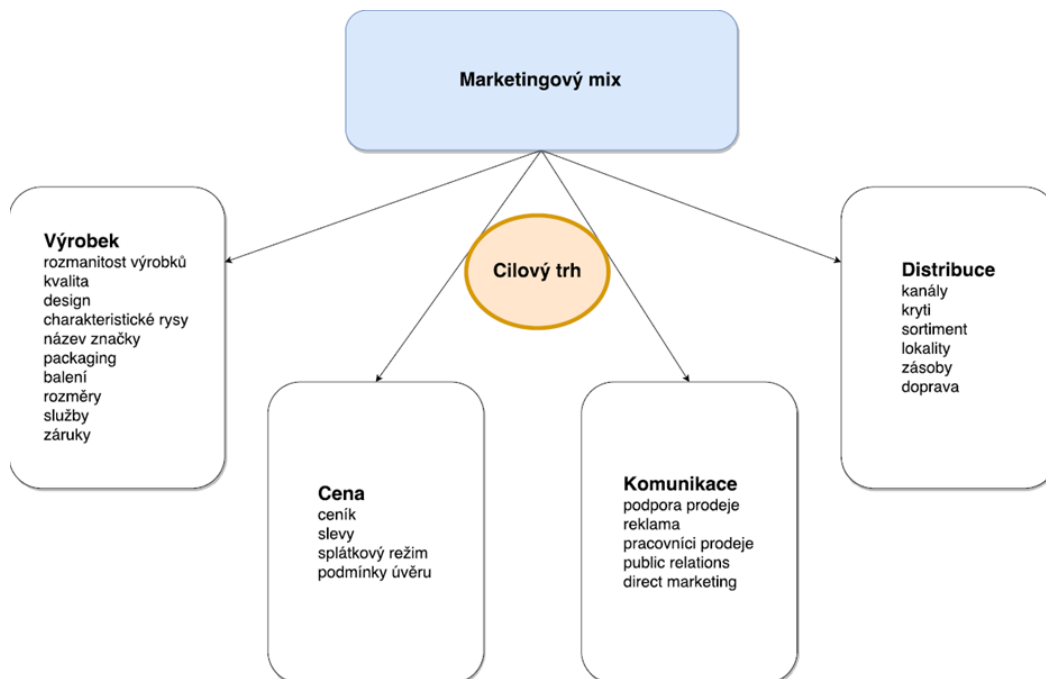 Marketingový mix
Výrobek
rozmanitost výrobků
kvalita
design
charakteristické rysy
název značky
packaging
balení
rozměry
služby
záruky
Cilový trh
Distribuce
kanály
kryti
sortiment
lokality
zásoby
doprava
Cena
ceník
slevy
splátkový režim
podmínky úvěru
Komunikace
podpora prodeje
reklama
pracovníci prodeje
public relations
direct marketing